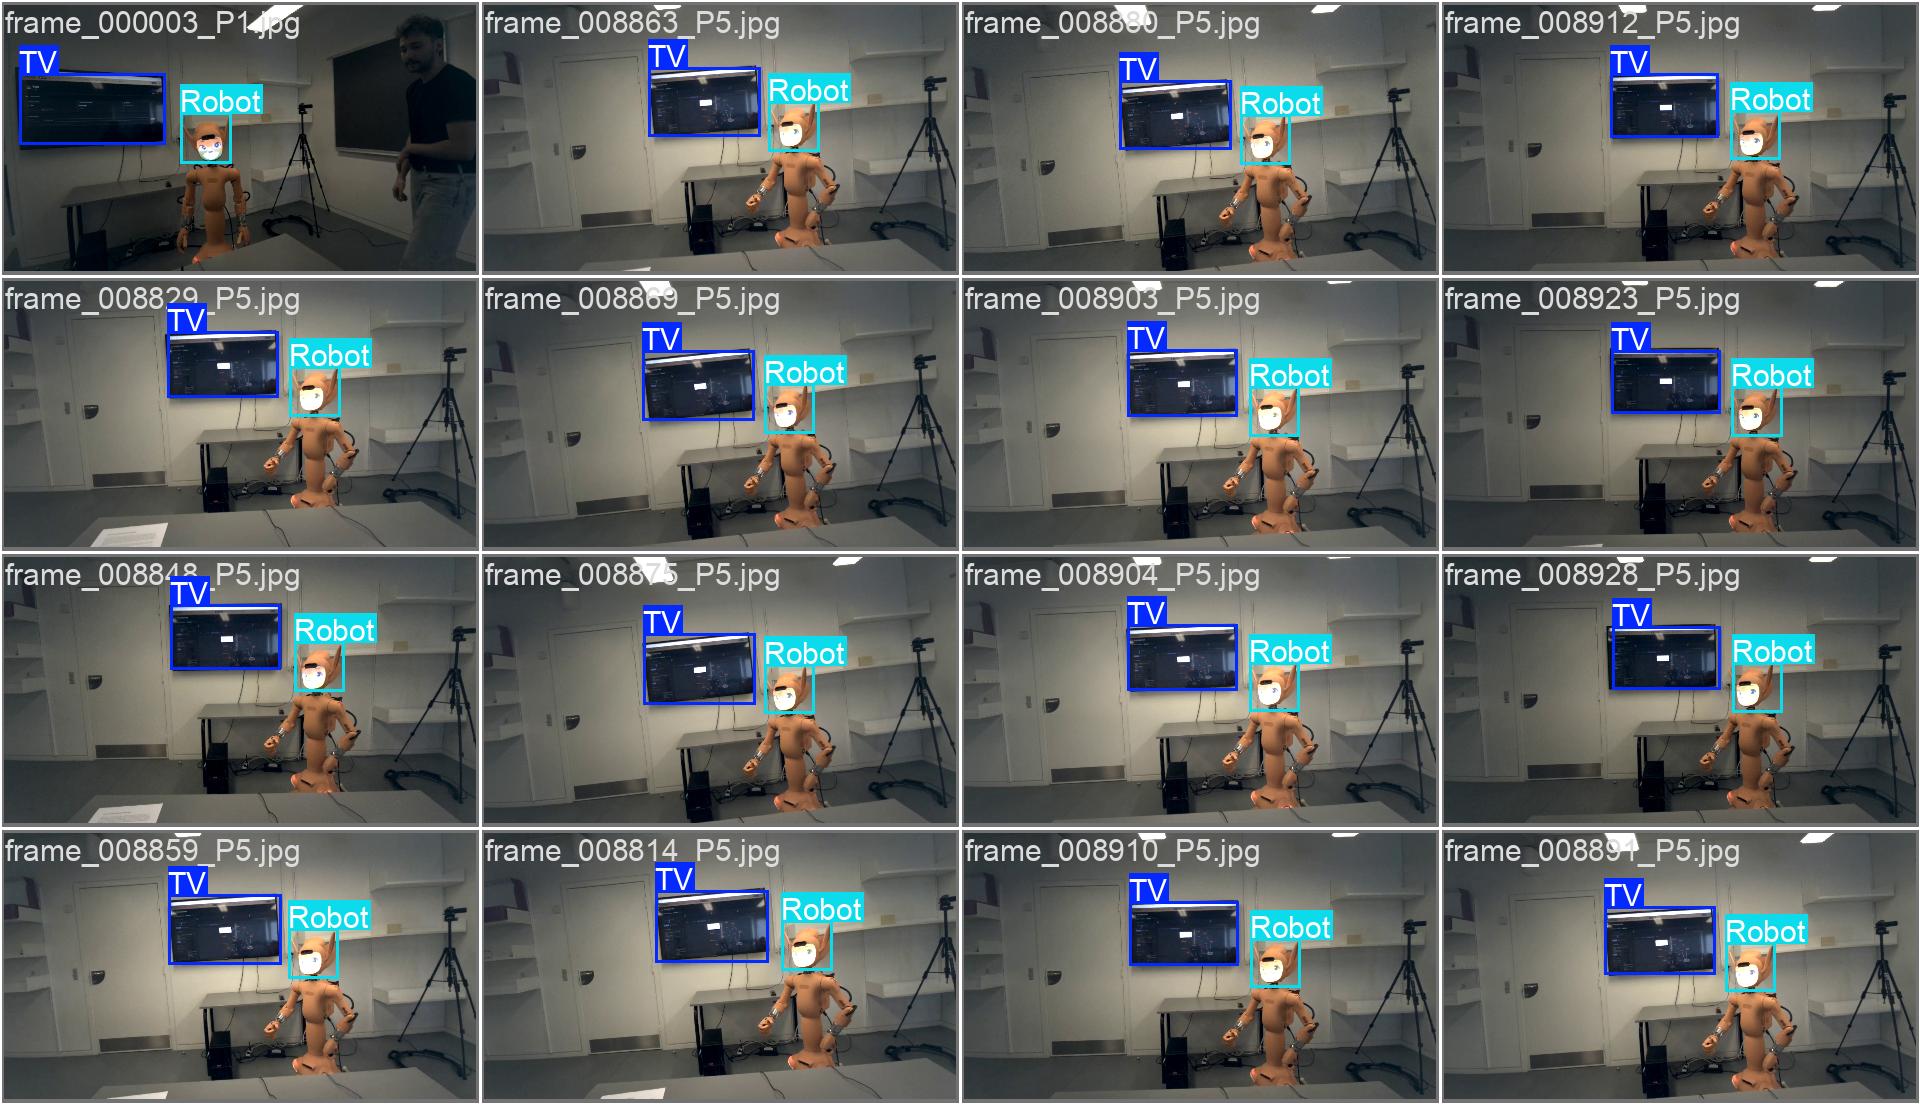 frame_000003_P1.jpg
TV
Robot
frame_008863_P5.jpg
TV
Robot
frame_008880_P5.jpg
TV
Robot
frame_008912_P5.jpg
TV
Robot
frame_008829_P5.jpg
TV
Robot
frame_008869_P5.jpg
TV
Robot
frame_008903_P5.jpg
TV
Robot
frame_008923_P5.jpg
TV
Robot
frame_008848_P5.jpg
TV
Robot
frame_008875_P5.jpg
TV
Robot
frame_008904_P5.jpg
TV
Robot
frame_008928_P5.jpg
TV
Robot
frame_008859_P5.jpg
TV
Robot
frame_008814_P5.jpg
TV
Robot
frame_008910_P5.jpg
TV
Robot
frame_008891_P5.jpg
TV
Robot